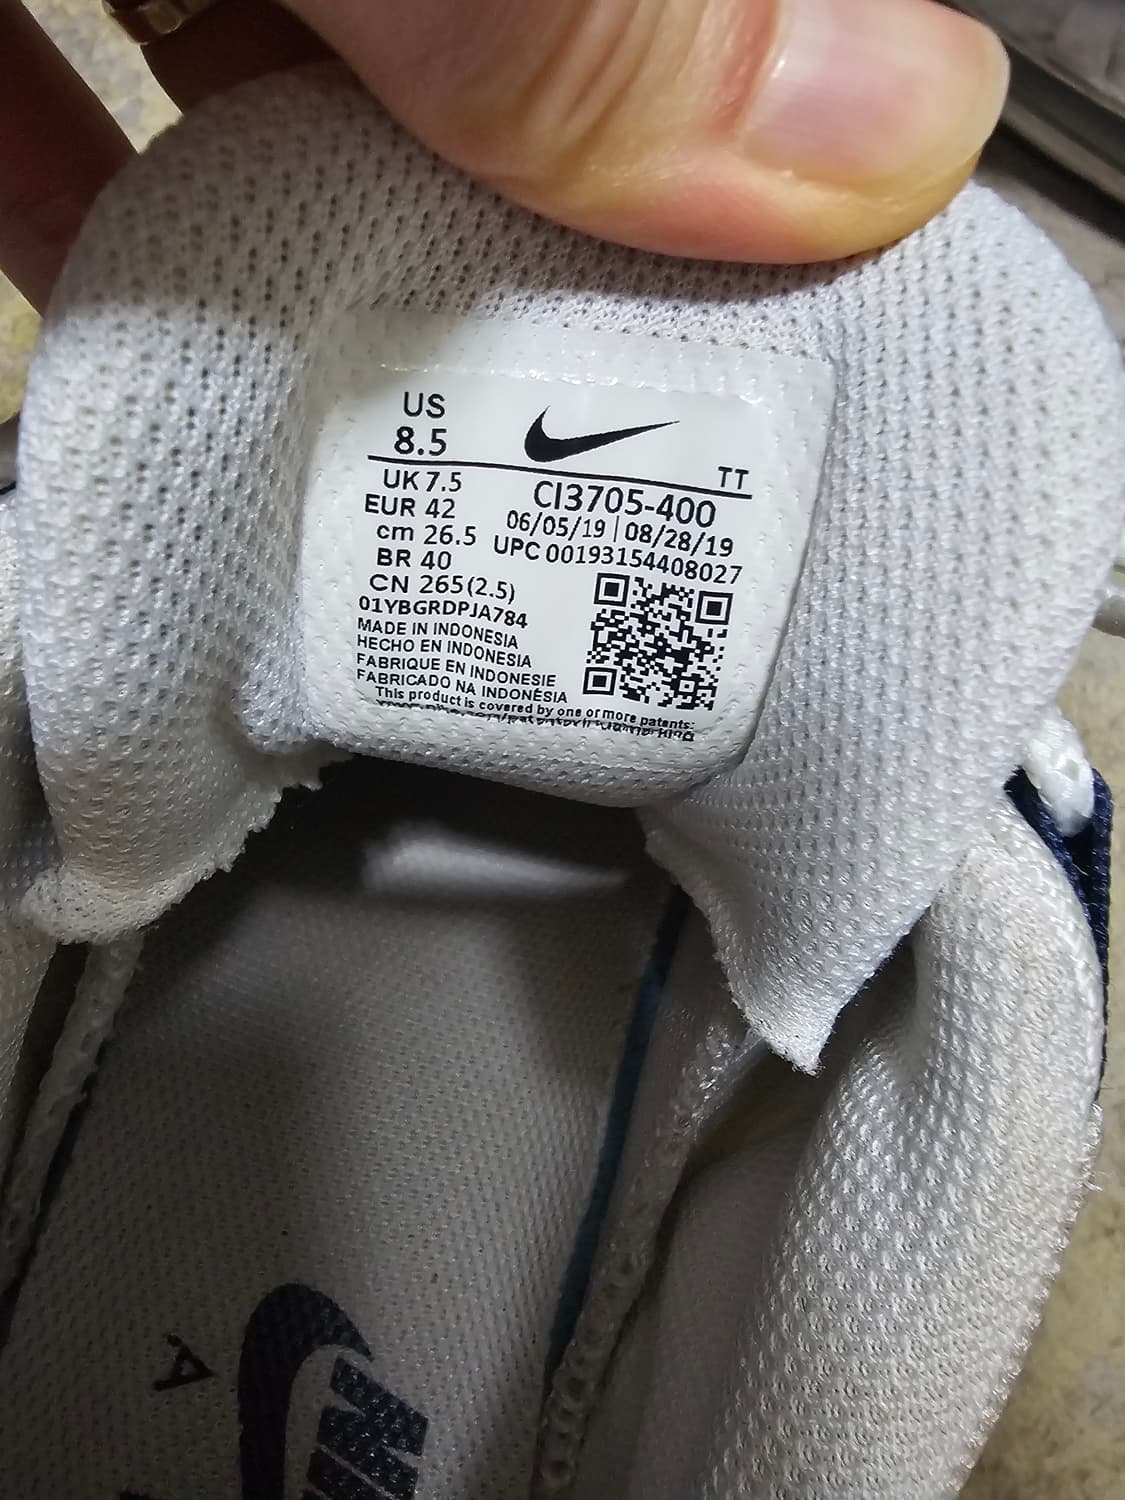 US
8.5
TT
UK 7.5
EUR 42
cm 26.5
BR 40
CN 265(2.5)
CI3705-400
06/05/19 | 08/28/19
UPC 00193154408027
01YBGRDPJA784
MADE IN INDONESIA
HECHO EN INDONESIA
FABRIQUE EN INDONESIE
FABRICADO NA INDONÉSIA
This product is covered by one or more patents: